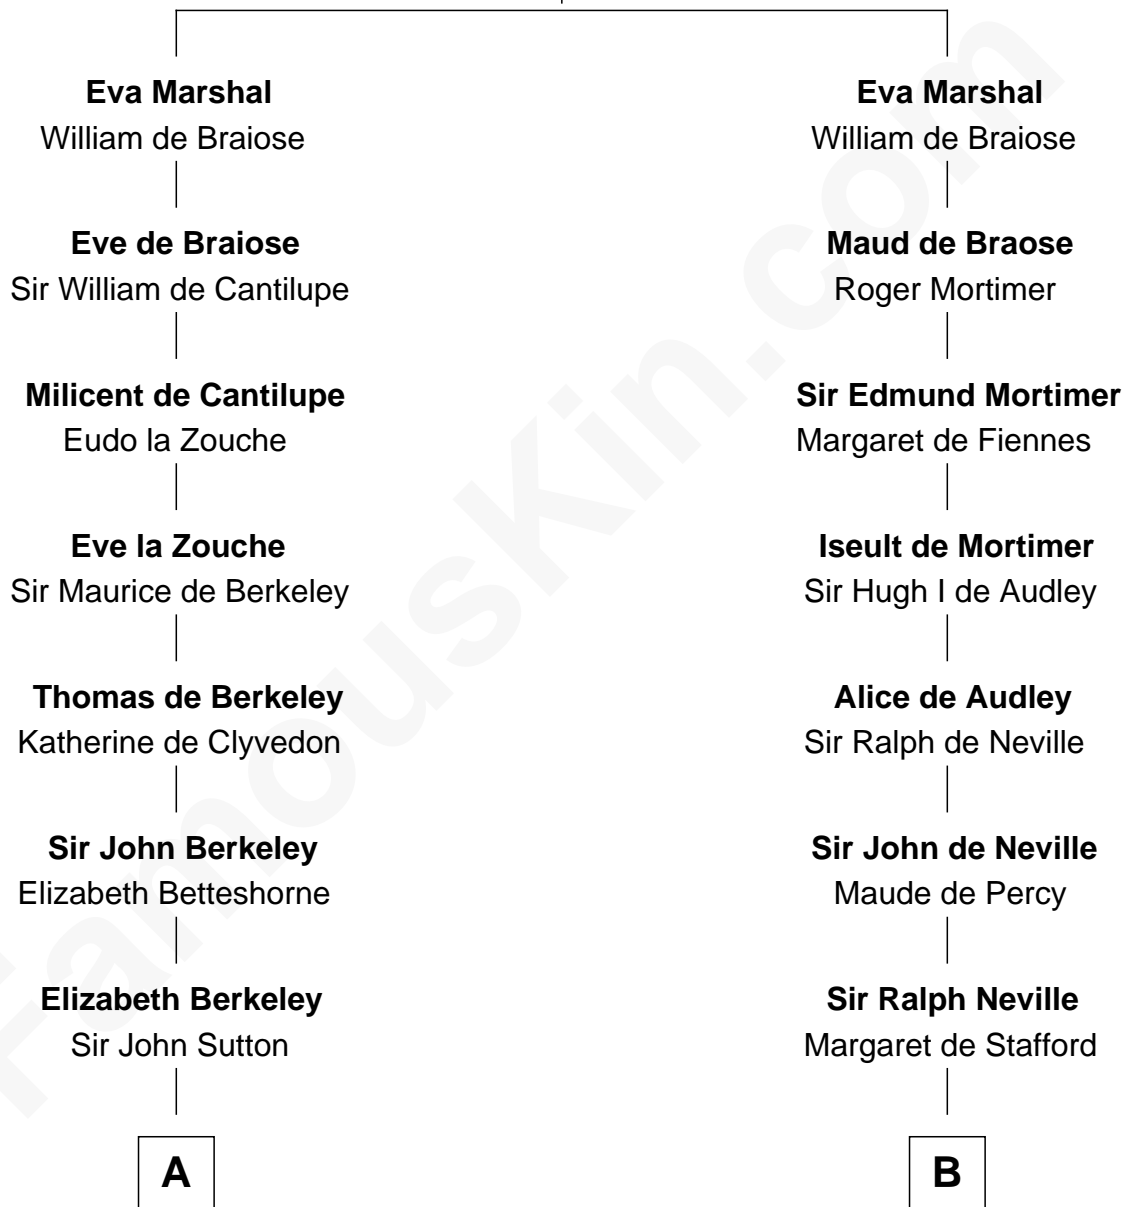 Eva Marshal
William de Braiose
Eve de Braiose
Sir William de Cantilupe
Milicent de Cantilupe
Eudo la Zouche
Eve la Zouche
Sir Maurice de Berkeley
Thomas de Berkeley
Katherine de Clyvedon
Sir John Berkeley
Elizabeth Betteshorne
Elizabeth Berkeley
Sir John Sutton
A
Eva Marshal
William de Braiose
Maud de Braose
Roger Mortimer
Sir Edmund Mortimer
Margaret de Fiennes
Iseult de Mortimer
Sir Hugh I de Audley
Alice de Audley
Sir Ralph de Neville
Sir John de Neville
Maude de Percy
Sir Ralph Neville
Margaret de Stafford
B
FamousKin.com